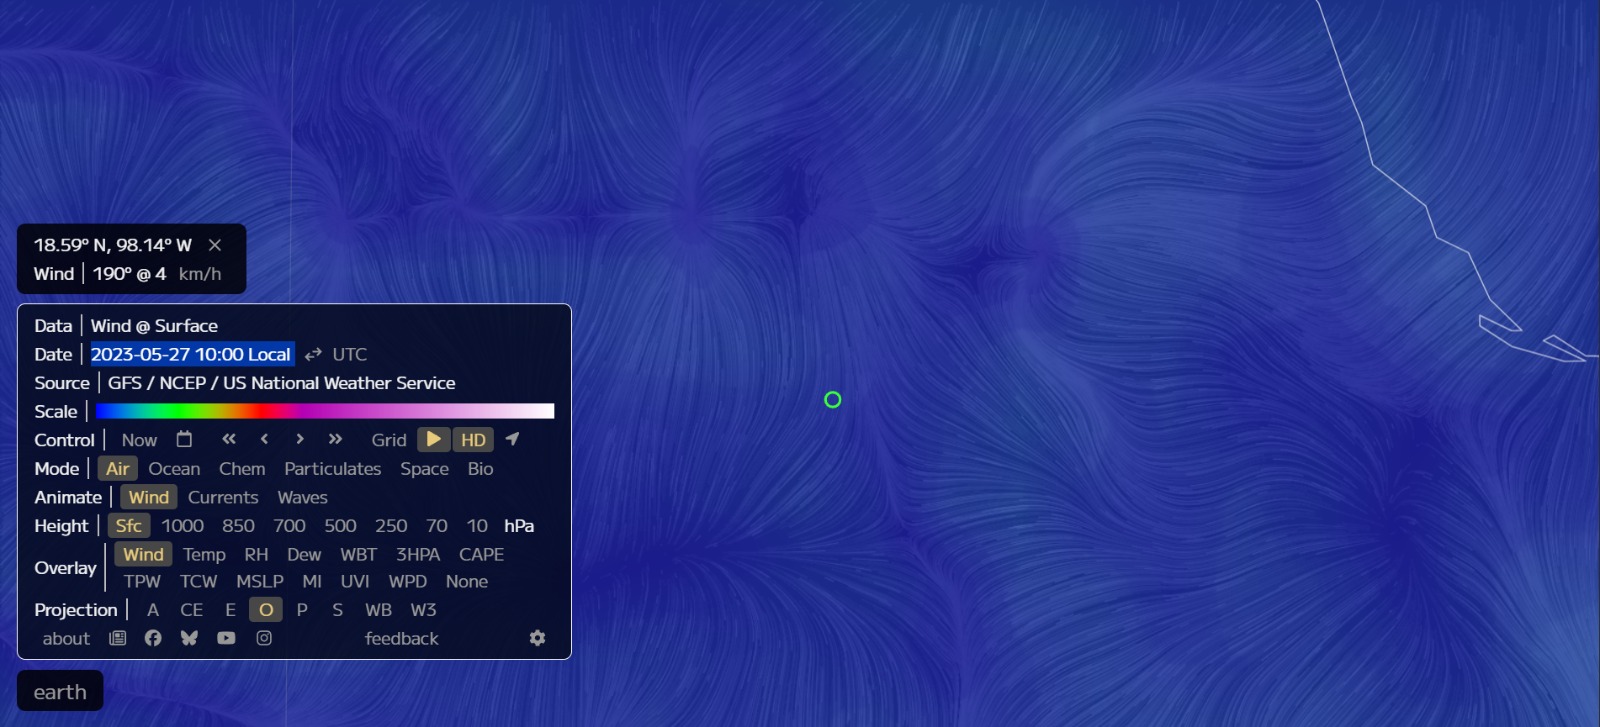 18.59° N, 98.14° W ×
Wind | 190° @ 4 km/h
Data | Wind @ Surface
Date | 2023-05-27 10:00 Local ⇄ UTC
Source | GFS / NCEP / US National Weather Service
Scale |
Control | Now « ‹ › » Grid ▶ HD
Mode | Air Ocean Chem Particulates Space Bio
Animate | Wind Currents Waves
Height | Sfc 1000 850 700 500 250 70 10 hPa
Overlay | Wind Temp RH Dew WBT 3HPA CAPE
TPW TCW MSLP MI UVI WPD None
Projection | A CE E O P S WB W3
about feedback
earth